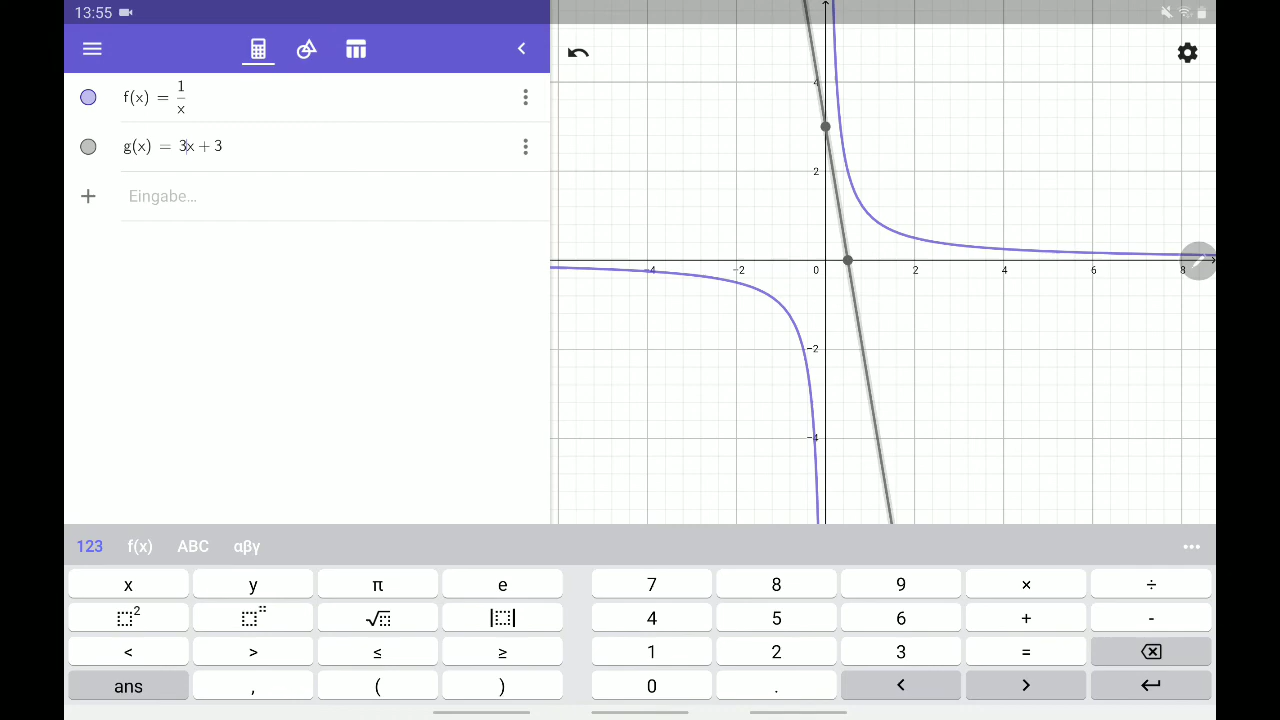 13:55
f(x) = 1/x
g(x) = 3x + 3
Eingabe…
4
2
-4 -2 0 2 4 6 8
-2
-4
123 f(x) ABC αβγ …
x y π e 7 8 9 × ÷
□² □^□ √□ |□| 4 5 6 + -
< > ≤ ≥ 1 2 3 =
ans , ( ) 0 . < >